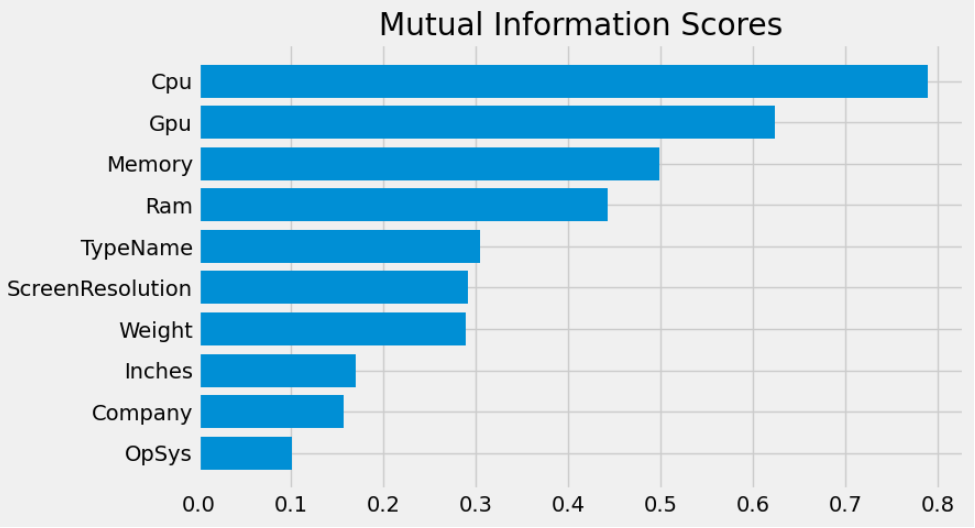 Mutual Information Scores
Cpu
Gpu
Memory
Ram
TypeName
ScreenResolution
Weight
Inches
Company
OpSys
0.0 0.1 0.2 0.3 0.4 0.5 0.6 0.7 0.8